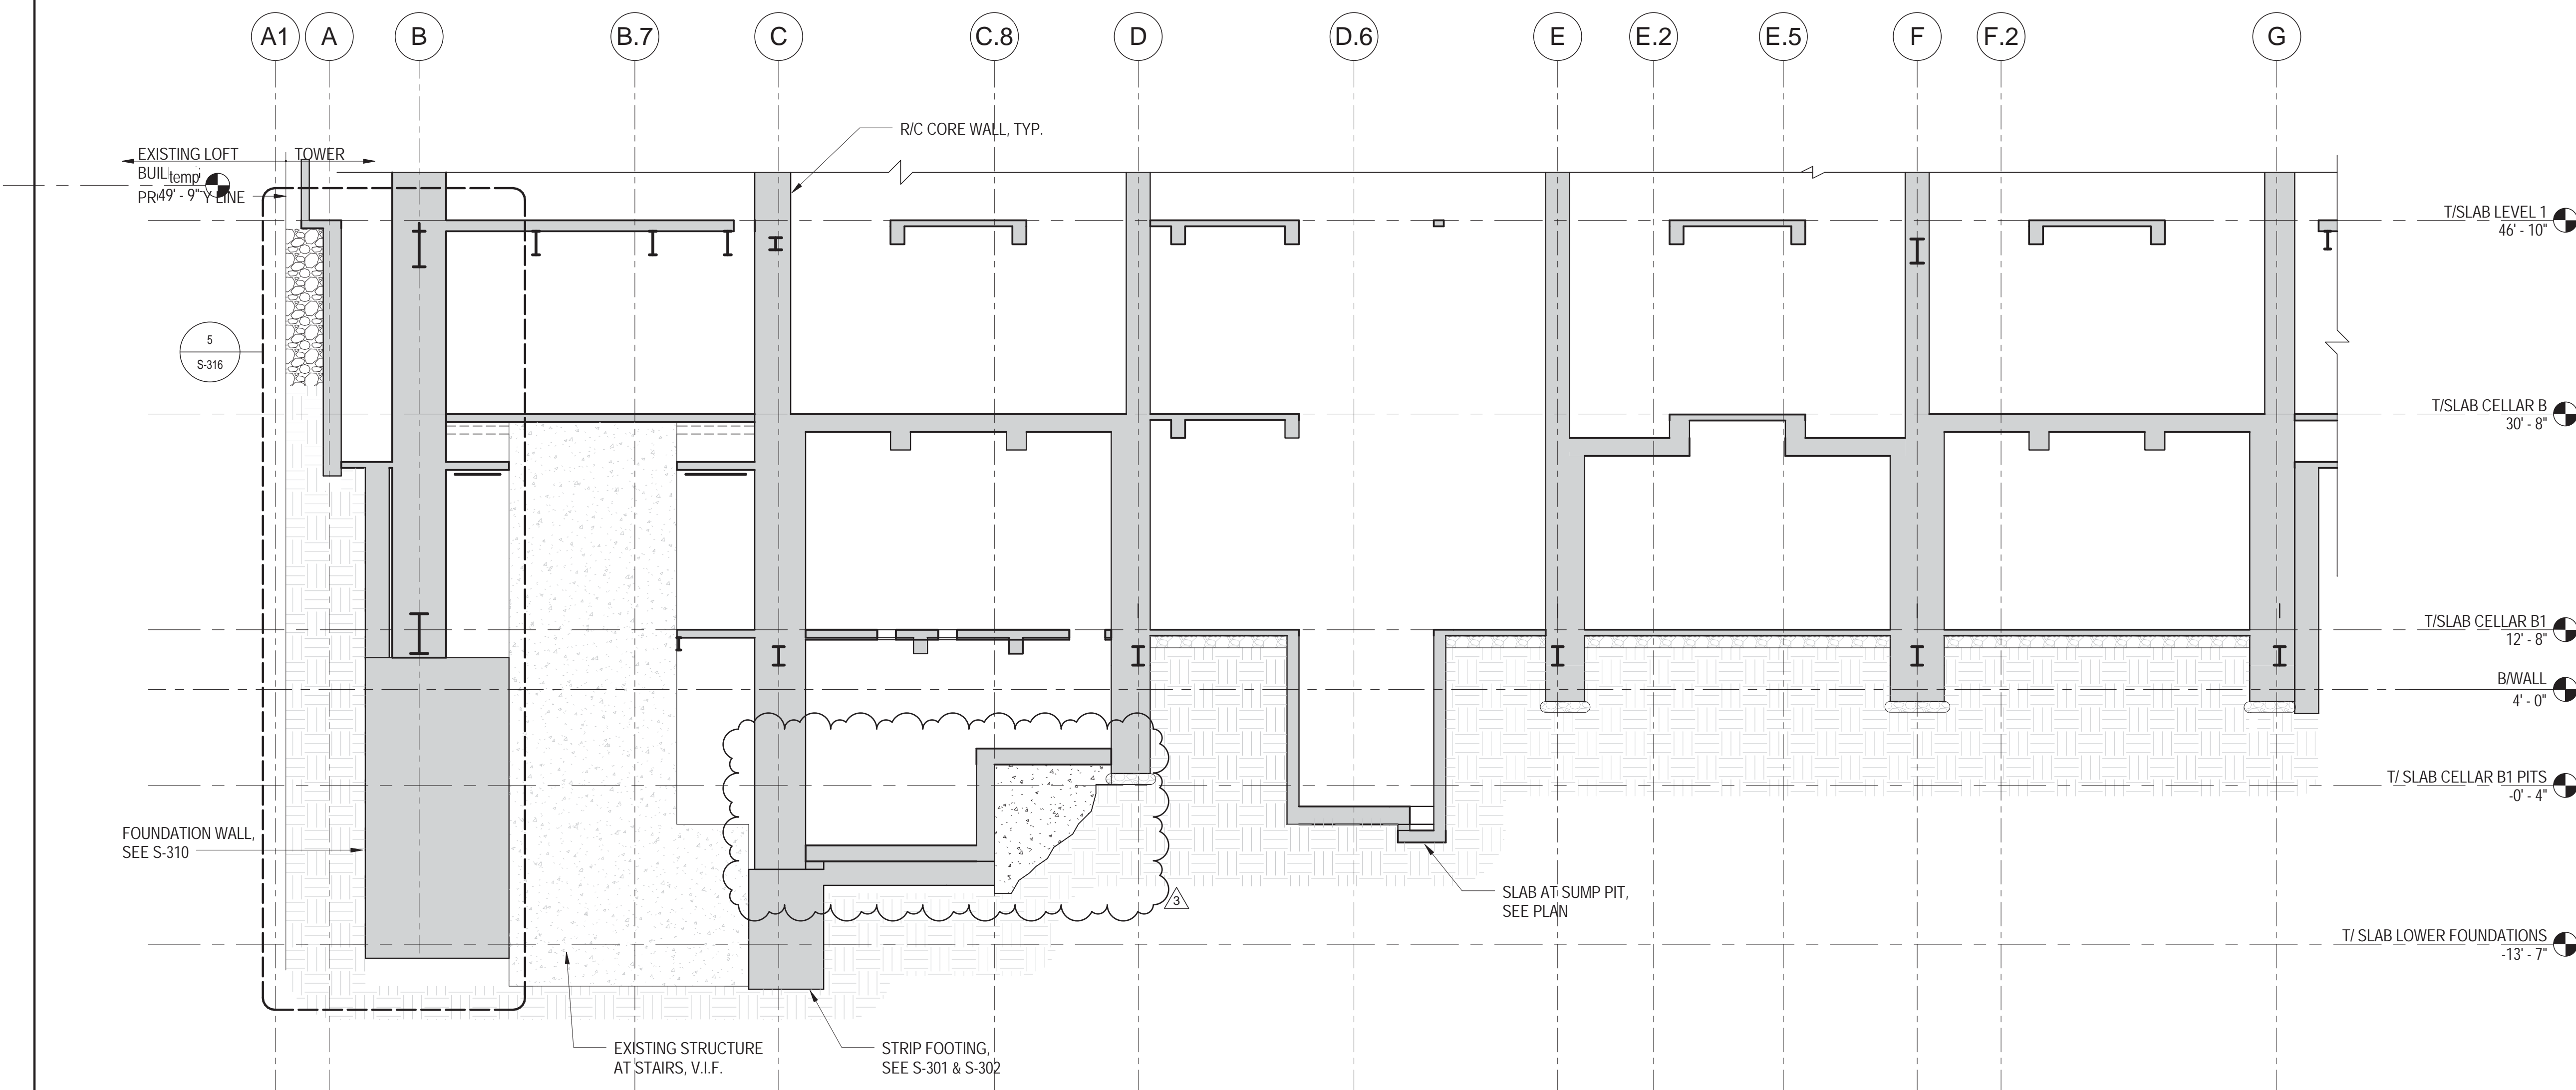 A1 A B B.7 C C.8 D D.6 E E.2 E.5 F F.2 G
R/C CORE WALL, TYP.
EXISTING LOFT
TOWER
BUIL
temp
49' - 9"
PR Y LINE
T/SLAB LEVEL 1
46' - 10"
5
S-316
T/SLAB CELLAR B
30' - 8"
T/SLAB CELLAR B1
12' - 8"
B/WALL
4' - 0"
T/ SLAB CELLAR B1 PITS
-0' - 4"
FOUNDATION WALL,
SEE S-310
3
SLAB AT SUMP PIT,
SEE PLAN
T/ SLAB LOWER FOUNDATIONS
-13' - 7"
EXISTING STRUCTURE
AT STAIRS, V.I.F.
STRIP FOOTING,
SEE S-301 & S-302